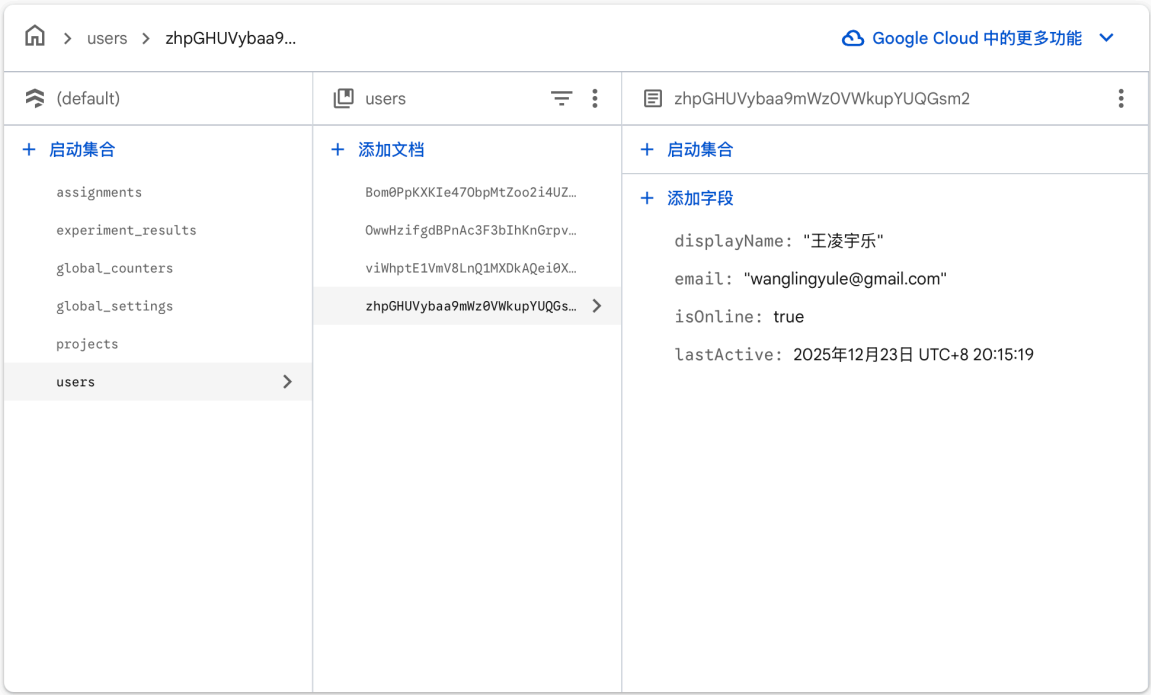 users
zhpGHUVybaa9...
Google Cloud 中的更多功能
(default)
启动集合
assignments
experiment_results
global_counters
global_settings
projects
users
users
添加文档
Bom0PpKXKIe47ObpMtZoo2i4UZ…
OwwHzifgdBPnAc3F3bIhKnGrpv…
viWhptE1VmV8LnQ1MXDkAQei0X…
zhpGHUVybaa9mWz0VWkupYUQGs…
zhpGHUVybaa9mWz0VWkupYUQGsm2
启动集合
添加字段
displayName: "王凌宇乐"
email: "wanglingyule@gmail.com"
isOnline: true
lastActive: 2025年12月23日 UTC+8 20:15:19